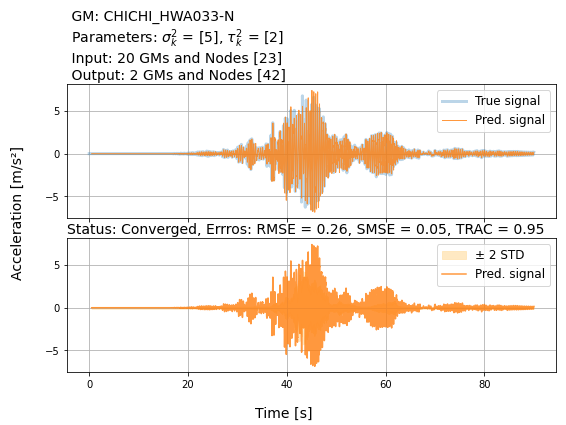 GM: CHICHI_HWA033-N
Parameters: σ²ₖ = [5], τ²ₖ = [2]
Input: 20 GMs and Nodes [23]
Output: 2 GMs and Nodes [42]
5
0
−5
True signal
Pred. signal
Acceleration [m/s²]
Status: Converged, Errros: RMSE = 0.26, SMSE = 0.05, TRAC = 0.95
5
0
−5
± 2 STD
Pred. signal
0 20 40 60 80
Time [s]